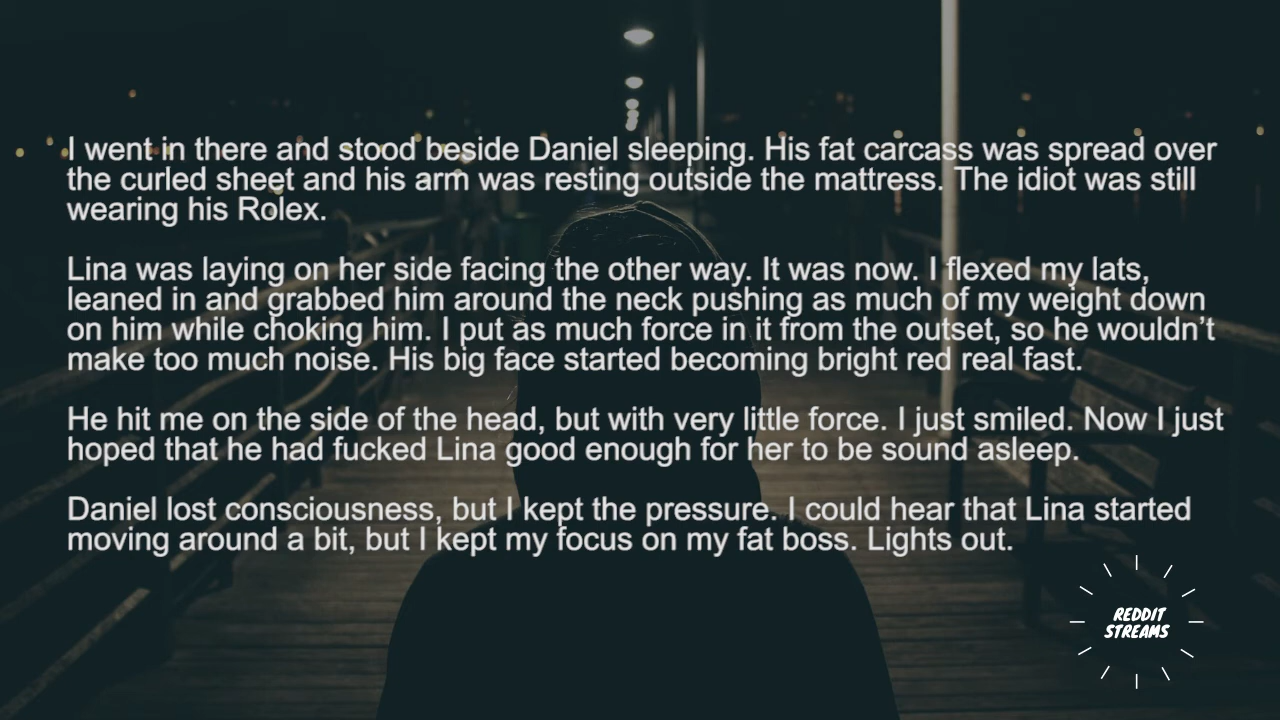 I went in there and stood beside Daniel sleeping. His fat carcass was spread over
the curled sheet and his arm was resting outside the mattress. The idiot was still
wearing his Rolex.
Lina was laying on her side facing the other way. It was now. I flexed my lats,
leaned in and grabbed him around the neck pushing as much of my weight down
on him while choking him. I put as much force in it from the outset, so he wouldn’t
make too much noise. His big face started becoming bright red real fast.
He hit me on the side of the head, but with very little force. I just smiled. Now I just
hoped that he had fucked Lina good enough for her to be sound asleep.
Daniel lost consciousness, but I kept the pressure. I could hear that Lina started
moving around a bit, but I kept my focus on my fat boss. Lights out.
REDDIT
STREAMS